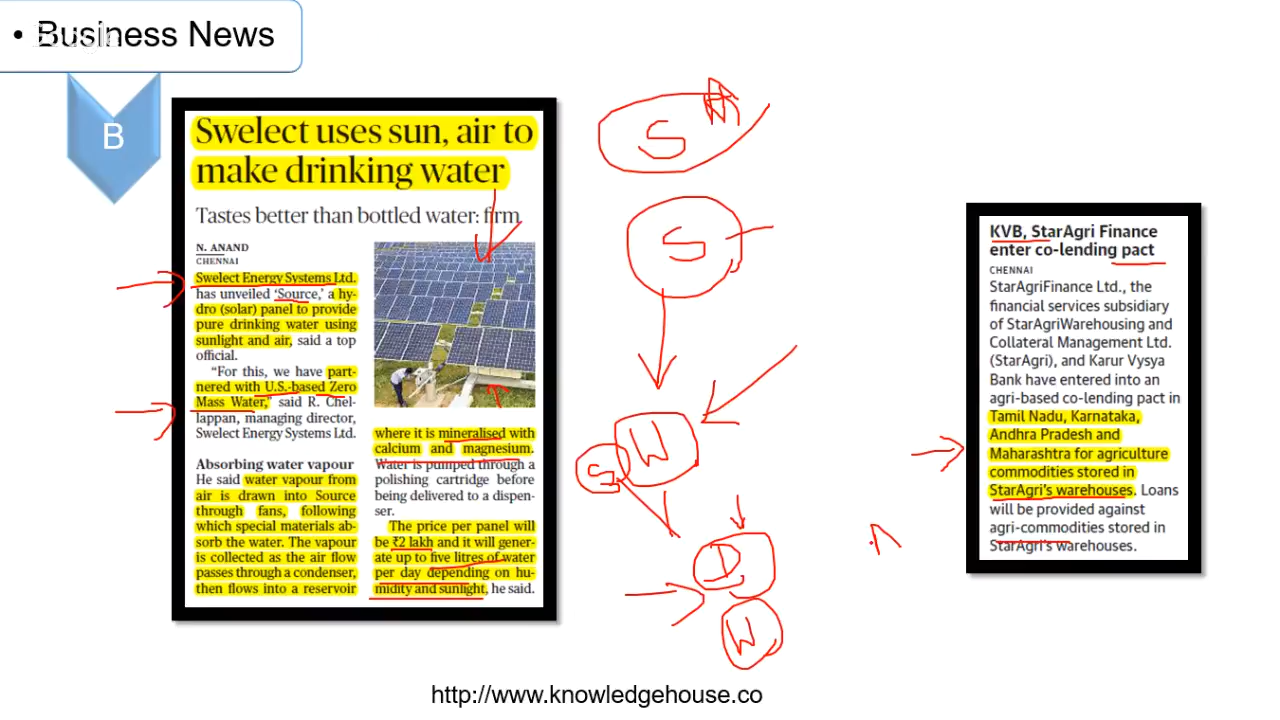 • Business News
B
Swelect uses sun, air to
make drinking water
Tastes better than bottled water: firm
N. ANAND
CHENNAI
Swelect Energy Systems Ltd.
has unveiled ‘Source,’ a hy-
dro (solar) panel to provide
pure drinking water using
sunlight and air, said a top
official.
“For this, we have part-
nered with U.S.-based Zero
Mass Water,” said R. Chel-
lappan, managing director,
Swelect Energy Systems Ltd.
Absorbing water vapour
He said water vapour from
air is drawn into Source
through fans, following
which special materials ab-
sorb the water. The vapour
is collected as the air flow
passes through a condenser,
then flows into a reservoir
where it is mineralised with
calcium and magnesium.
Water is pumped through a
polishing cartridge before
being delivered to a dispen-
ser.
The price per panel will
be ₹2 lakh and it will gener-
ate up to five litres of water
per day depending on hu-
midity and sunlight, he said.
S
S
W
S
D
W
KVB, StarAgri Finance
enter co-lending pact
CHENNAI
StarAgriFinance Ltd., the
financial services subsidiary
of StarAgriWarehousing and
Collateral Management Ltd.
(StarAgri), and Karur Vysya
Bank have entered into an
agri-based co-lending pact in
Tamil Nadu, Karnataka,
Andhra Pradesh and
Maharashtra for agriculture
commodities stored in
StarAgri's warehouses. Loans
will be provided against
agri-commodities stored in
StarAgri's warehouses.
http://www.knowledgehouse.co